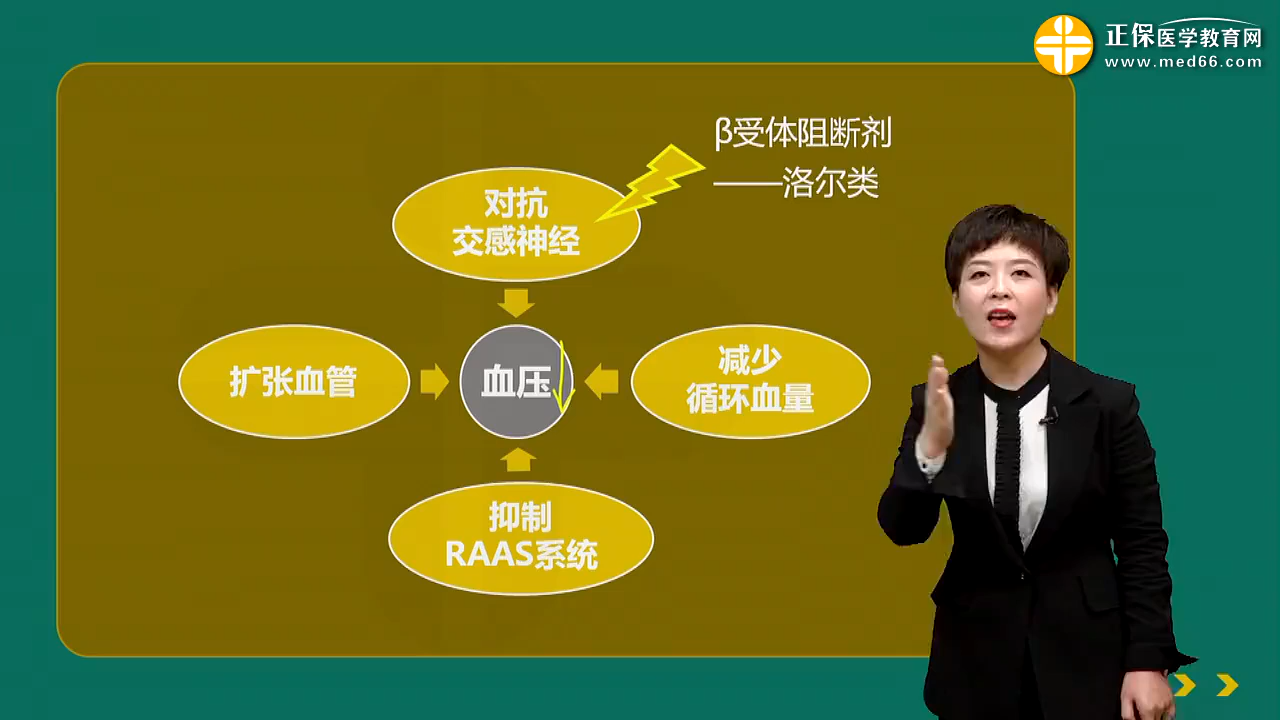 正保医学教育网
www.med66.com
β受体阻断剂
——洛尔类
对抗
交感神经
扩张血管
血压
减少
循环血量
抑制
RAAS系统